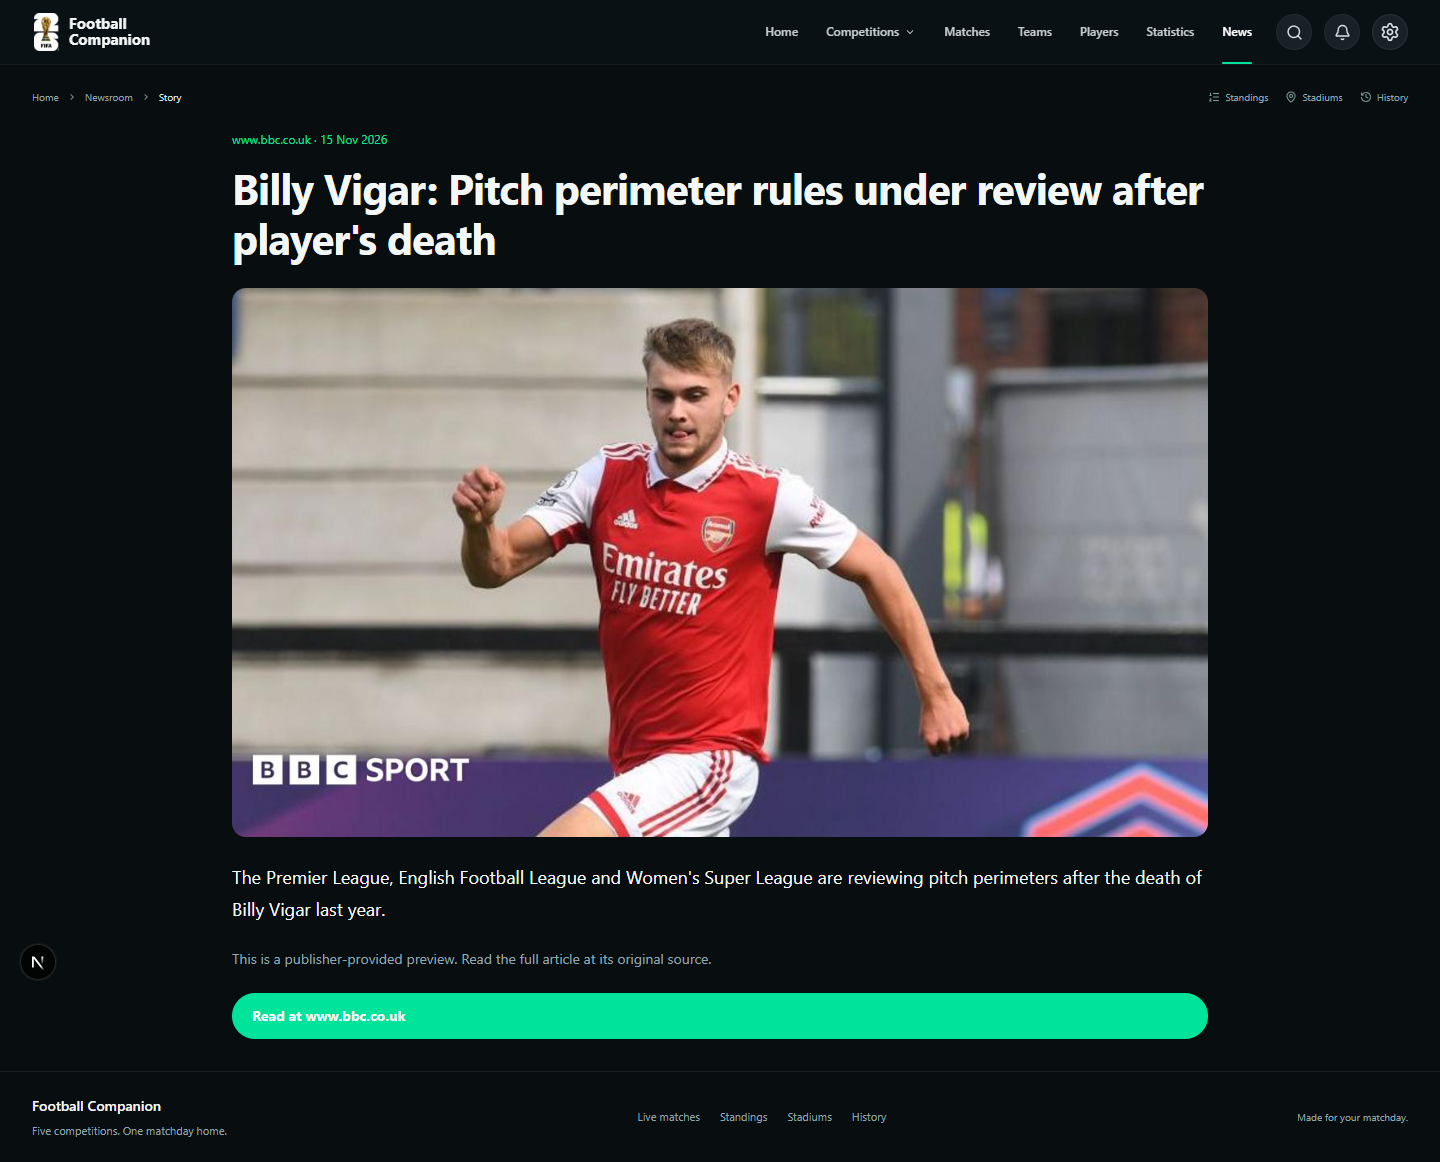 Football
Companion
FIFA
Home
Competitions
Matches
Teams
Players
Statistics
News
Home
Newsroom
Story
Standings
Stadiums
History
www.bbc.co.uk · 15 Nov 2026
Billy Vigar: Pitch perimeter rules under review after
player's death
adidas
Arsenal
Emirates
FLY BETTER
BBC SPORT
The Premier League, English Football League and Women's Super League are reviewing pitch perimeters after the death of
Billy Vigar last year.
This is a publisher-provided preview. Read the full article at its original source.
N
Read at www.bbc.co.uk
Football Companion
Five competitions. One matchday home.
Live matches
Standings
Stadiums
History
Made for your matchday.